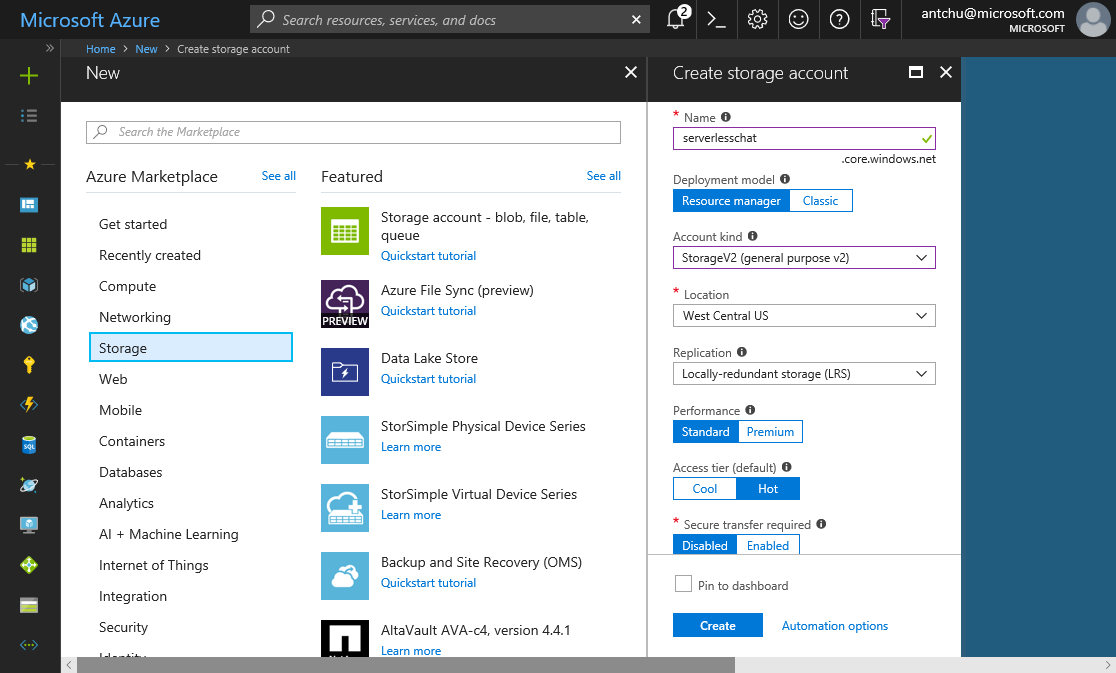 Microsoft Azure
Search resources, services, and docs
2
antchu@microsoft.com
MICROSOFT
Home
New
Create storage account
New
Search the Marketplace
Azure Marketplace
See all
Get started
Recently created
Compute
Networking
Storage
Web
Mobile
Containers
Databases
Analytics
AI + Machine Learning
Internet of Things
Integration
Security
Identity
Featured
See all
Storage account - blob, file, table,
queue
Quickstart tutorial
PREVIEW
Azure File Sync (preview)
Quickstart tutorial
Data Lake Store
Quickstart tutorial
StorSimple Physical Device Series
Learn more
StorSimple Virtual Device Series
Learn more
Backup and Site Recovery (OMS)
Quickstart tutorial
AltaVault AVA-c4, version 4.4.1
Learn more
SQL
Create storage account
* Name
serverlesschat
.core.windows.net
Deployment model
Resource manager
Classic
Account kind
StorageV2 (general purpose v2)
* Location
West Central US
Replication
Locally-redundant storage (LRS)
Performance
Standard
Premium
Access tier (default)
Cool
Hot
* Secure transfer required
Disabled
Enabled
Pin to dashboard
Create
Automation options